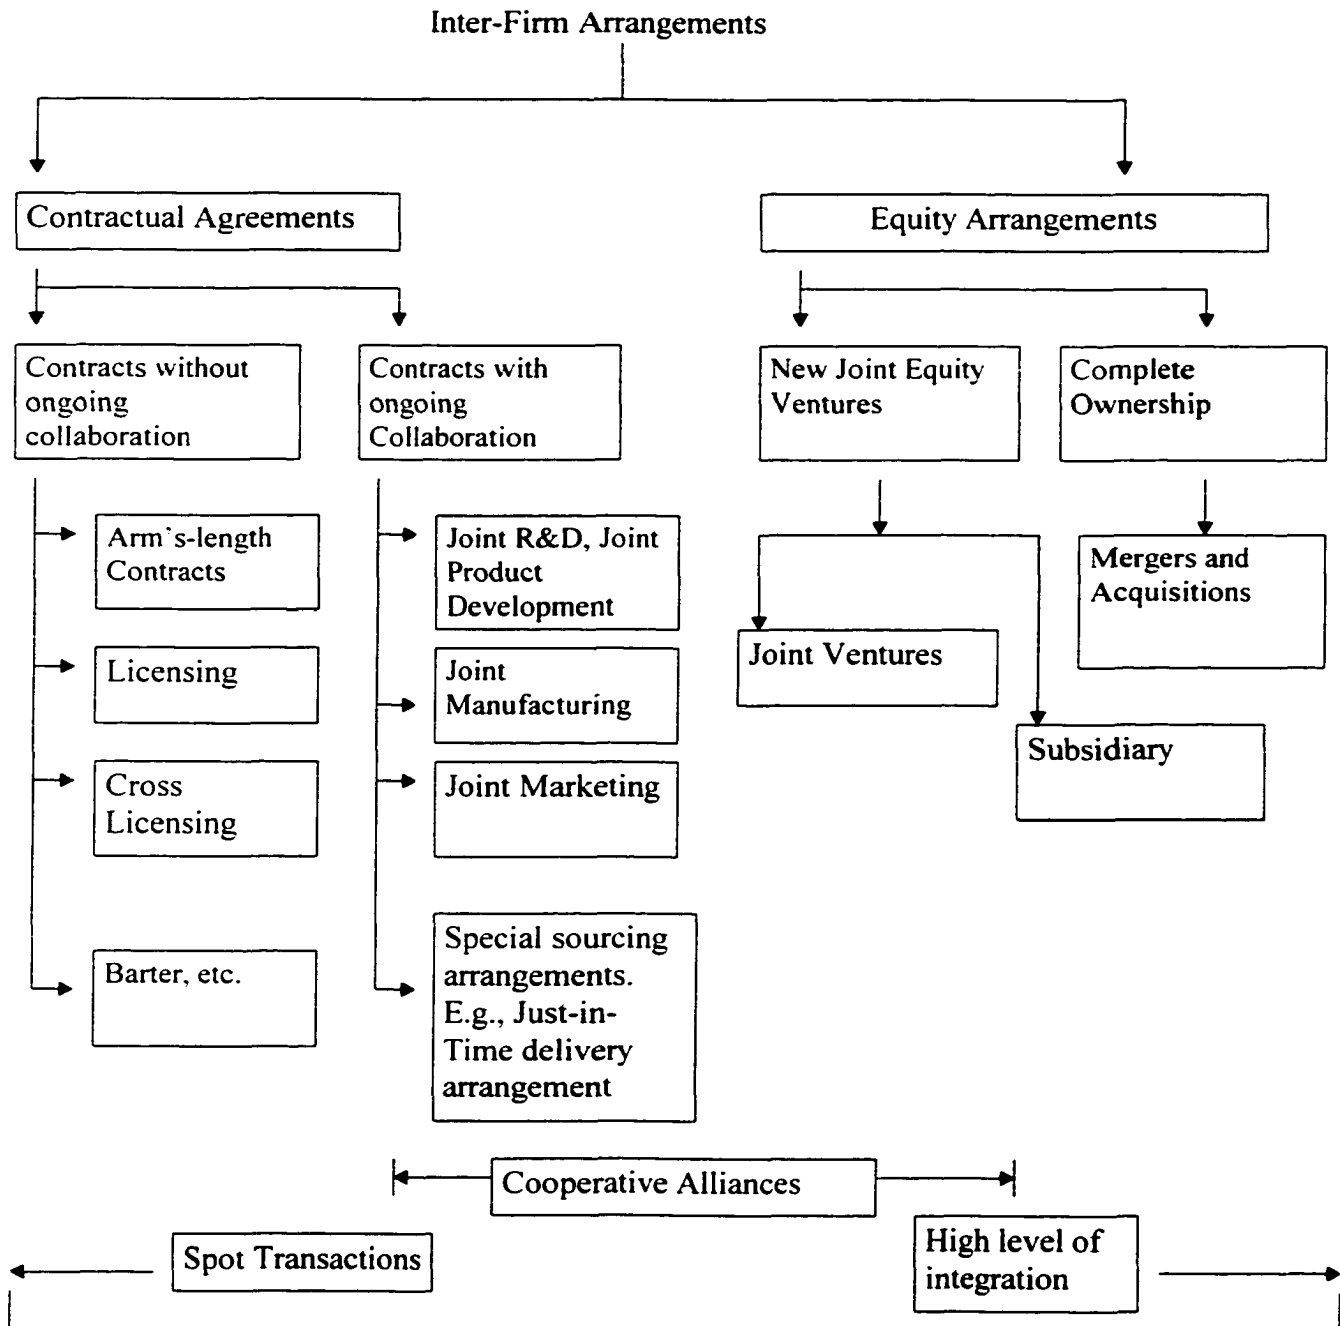 Inter-Firm Arrangements
Contractual Agreements
Equity Arrangements
Contracts without
ongoing
collaboration
Contracts with
ongoing
Collaboration
New Joint Equity
Ventures
Complete
Ownership
Arm's-length
Contracts
Licensing
Cross
Licensing
Barter, etc.
Joint R&D, Joint
Product
Development
Joint
Manufacturing
Joint Marketing
Special sourcing
arrangements.
E.g., Just-in-
Time delivery
arrangement
Joint Ventures
Subsidiary
Mergers and
Acquisitions
Cooperative Alliances
Spot Transactions
High level of
integration